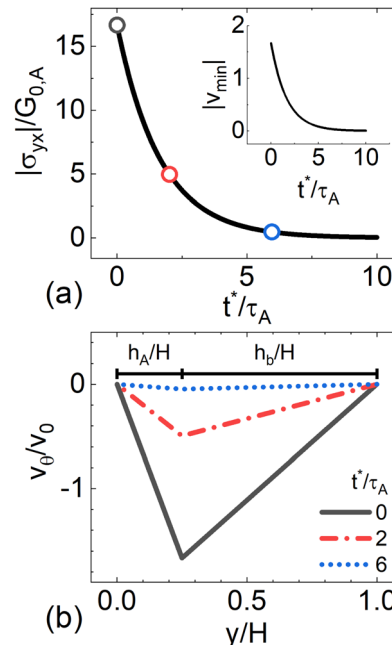 |σyx|/G0,A
15
10
5
0
0
5
10
t*/τA
(a)
|vmin|
2
1
0
0
5
10
t*/τA
hA/H
hb/H
vθ/v0
0
-1
t*/τA
0
2
6
(b)
0.0
0.5
1.0
y/H